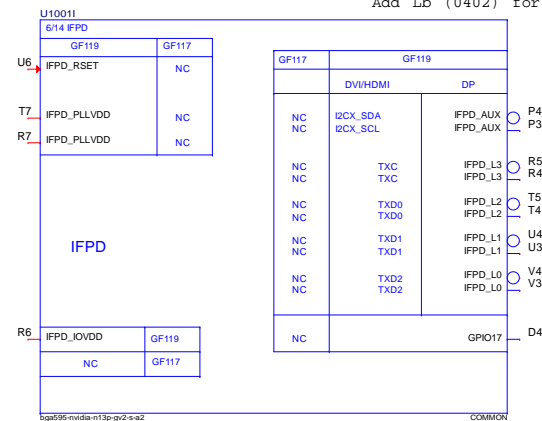 Add Lb (0402) for
U1001I
6/14 IFPD
GF119 GF117
U6 IFPD_RSET NC
T7 IFPD_PLLVDD NC
R7 IFPD_PLLVDD NC
GF117 GF119
DVI/HDMI DP
NC I2CX_SDA IFPD_AUX P4
NC I2CX_SCL IFPD_AUX P3
NC TXC IFPD_L3 R5
NC TXC IFPD_L3 R4
NC TXD0 IFPD_L2 T5
NC TXD0 IFPD_L2 T4
NC TXD1 IFPD_L1 U4
NC TXD1 IFPD_L1 U3
NC TXD2 IFPD_L0 V4
NC TXD2 IFPD_L0 V3
IFPD
R6 IFPD_IOVDD GF119
NC GF117
NC GPIO17 D4
bga595-nvidia-n13p-gv2-s-a2 COMMON